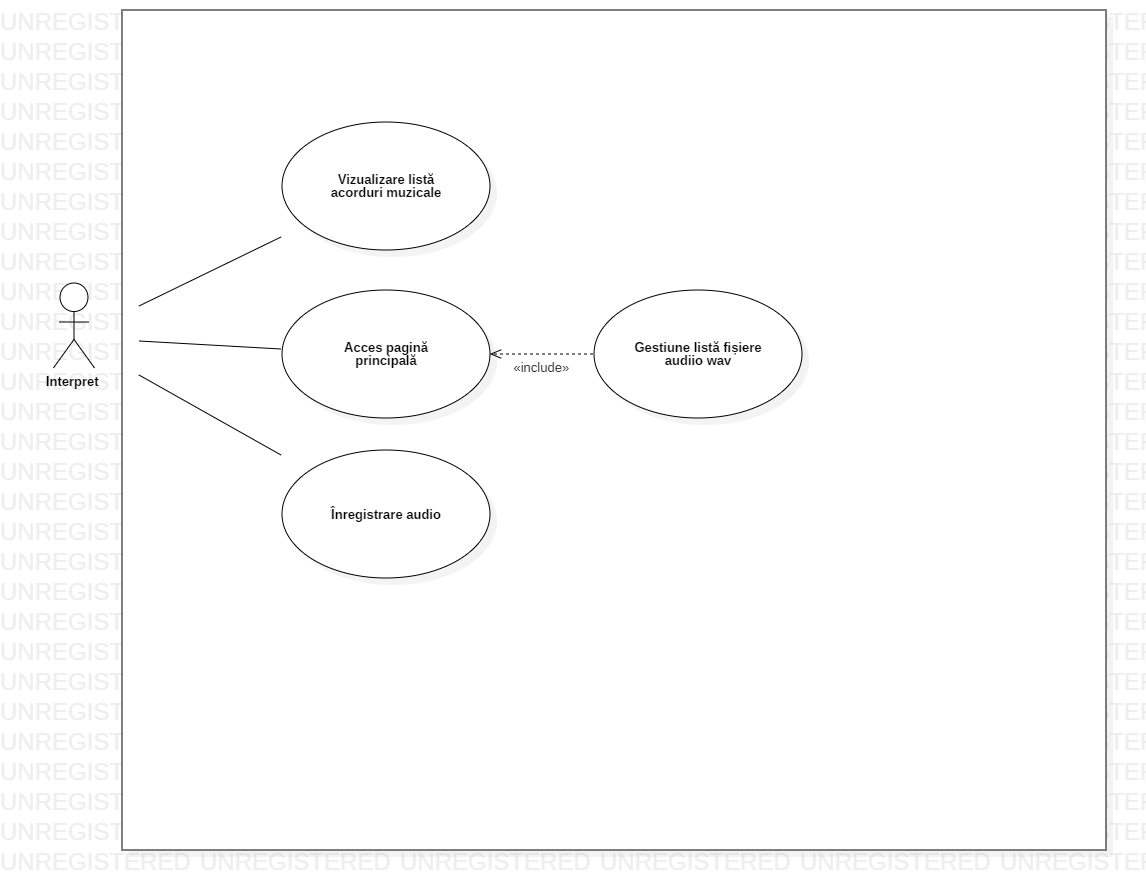 Vizualizare listă
acorduri muzicale
Interpret
Acces pagină
principală
«include»
Gestiune listă fișiere
audiio wav
Înregistrare audio
UNREGISTERED UNREGISTERED UNREGISTERED UNREGISTERED UNREGISTERED UNREGISTERED